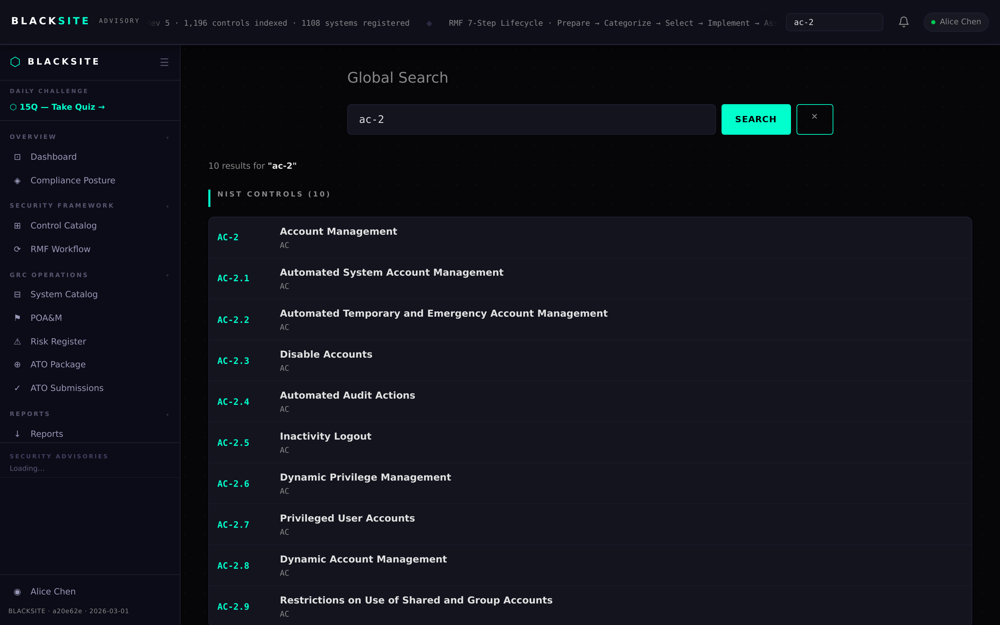 BLACKSITE ADVISORY
Rev 5 · 1,196 controls indexed · 1108 systems registered ◆ RMF 7-Step Lifecycle · Prepare → Categorize → Select → Implement →
ac-2
Alice Chen
BLACKSITE
DAILY CHALLENGE
15Q — Take Quiz →
OVERVIEW
Dashboard
Compliance Posture
SECURITY FRAMEWORK
Control Catalog
RMF Workflow
GRC OPERATIONS
System Catalog
POA&M
Risk Register
ATO Package
ATO Submissions
REPORTS
Reports
SECURITY ADVISORIES
Loading…
Alice Chen
BLACKSITE · a20e62e · 2026-03-01
Global Search
ac-2
SEARCH
✕
10 results for "ac-2"
NIST CONTROLS (10)
AC-2 Account Management
AC
AC-2.1 Automated System Account Management
AC
AC-2.2 Automated Temporary and Emergency Account Management
AC
AC-2.3 Disable Accounts
AC
AC-2.4 Automated Audit Actions
AC
AC-2.5 Inactivity Logout
AC
AC-2.6 Dynamic Privilege Management
AC
AC-2.7 Privileged User Accounts
AC
AC-2.8 Dynamic Account Management
AC
AC-2.9 Restrictions on Use of Shared and Group Accounts
AC